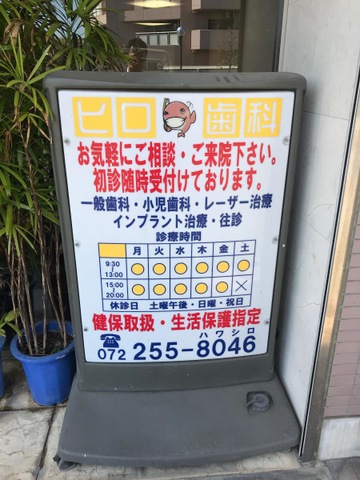 ヒロ歯科
お気軽にご相談・ご来院下さい。
初診随時受付けております。
一般歯科・小児歯科・レーザー治療
インプラント治療・往診
診療時間
月 火 水 木 金 土
9:30～13:00 ○ ○ ○ ○ ○ ○
15:00～20:00 ○ ○ ○ ○ ○ ×
休診日 土曜午後・日曜・祝日
健保取扱・生活保護指定
ハワシロ
☎072 255-8046